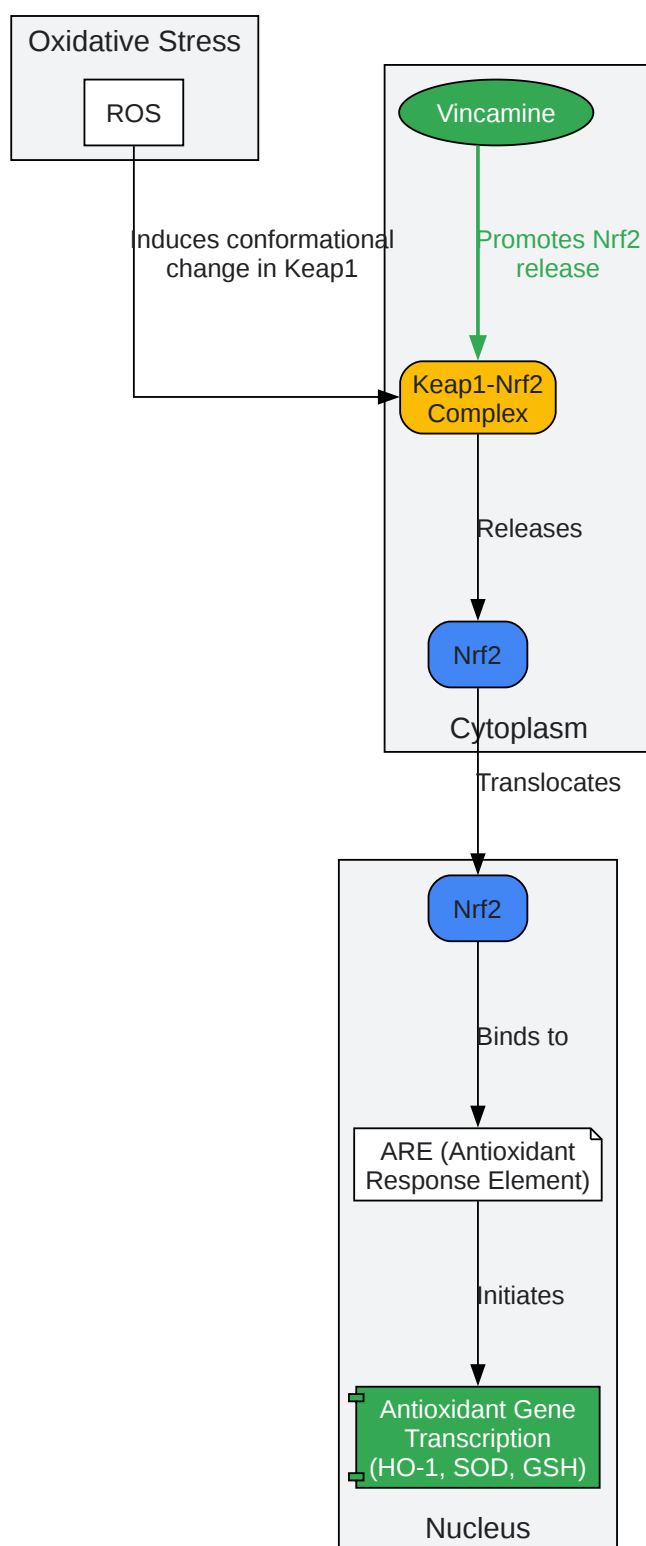 Oxidative Stress
ROS
Vincamine
Induces conformational
change in Keap1
Promotes Nrf2
release
Keap1-Nrf2
Complex
Releases
Nrf2
Cytoplasm
Translocates
Nrf2
Binds to
ARE (Antioxidant
Response Element)
Initiates
Antioxidant Gene
Transcription
(HO-1, SOD, GSH)
Nucleus